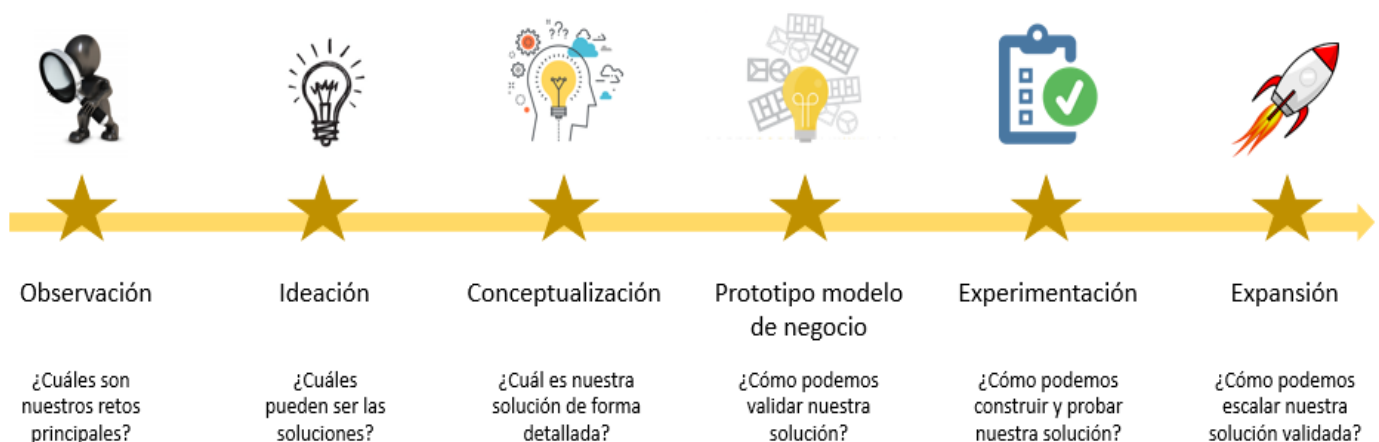 Observación
¿Cuáles son
nuestros retos
principales?
Ideación
¿Cuáles
pueden ser las
soluciones?
Conceptualización
¿Cuál es nuestra
solución de forma
detallada?
Prototipo modelo
de negocio
¿Cómo podemos
validar nuestra
solución?
Experimentación
¿Cómo podemos
construir y probar
nuestra solución?
Expansión
¿Cómo podemos
escalar nuestra
solución validada?